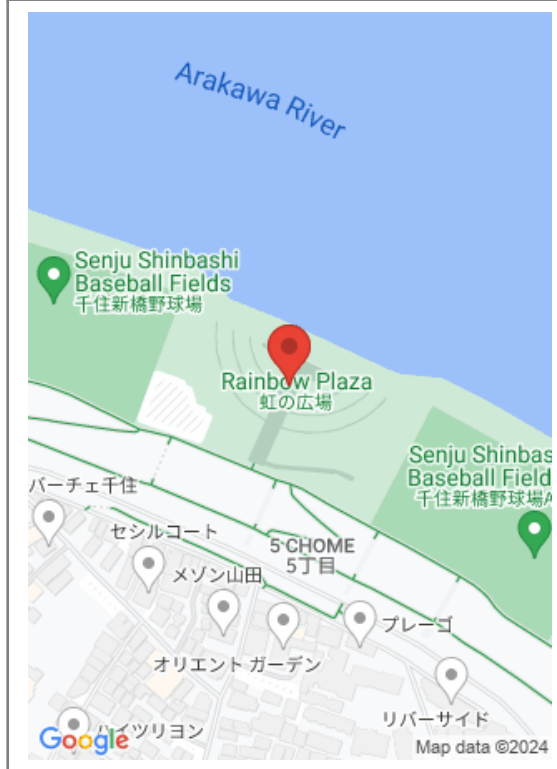 Arakawa River
Senju Shinbashi
Baseball Fields
千住新橋野球場
Rainbow Plaza
虹の広場
Senju Shinbas
Baseball Field
千住新橋野球場A
バーチェ千住
セシルコート
5 CHOME
5丁目
メゾン山田
プレーゴ
オリエント ガーデン
リバーサイド
ハイツリヨン
Google
Map data ©2024